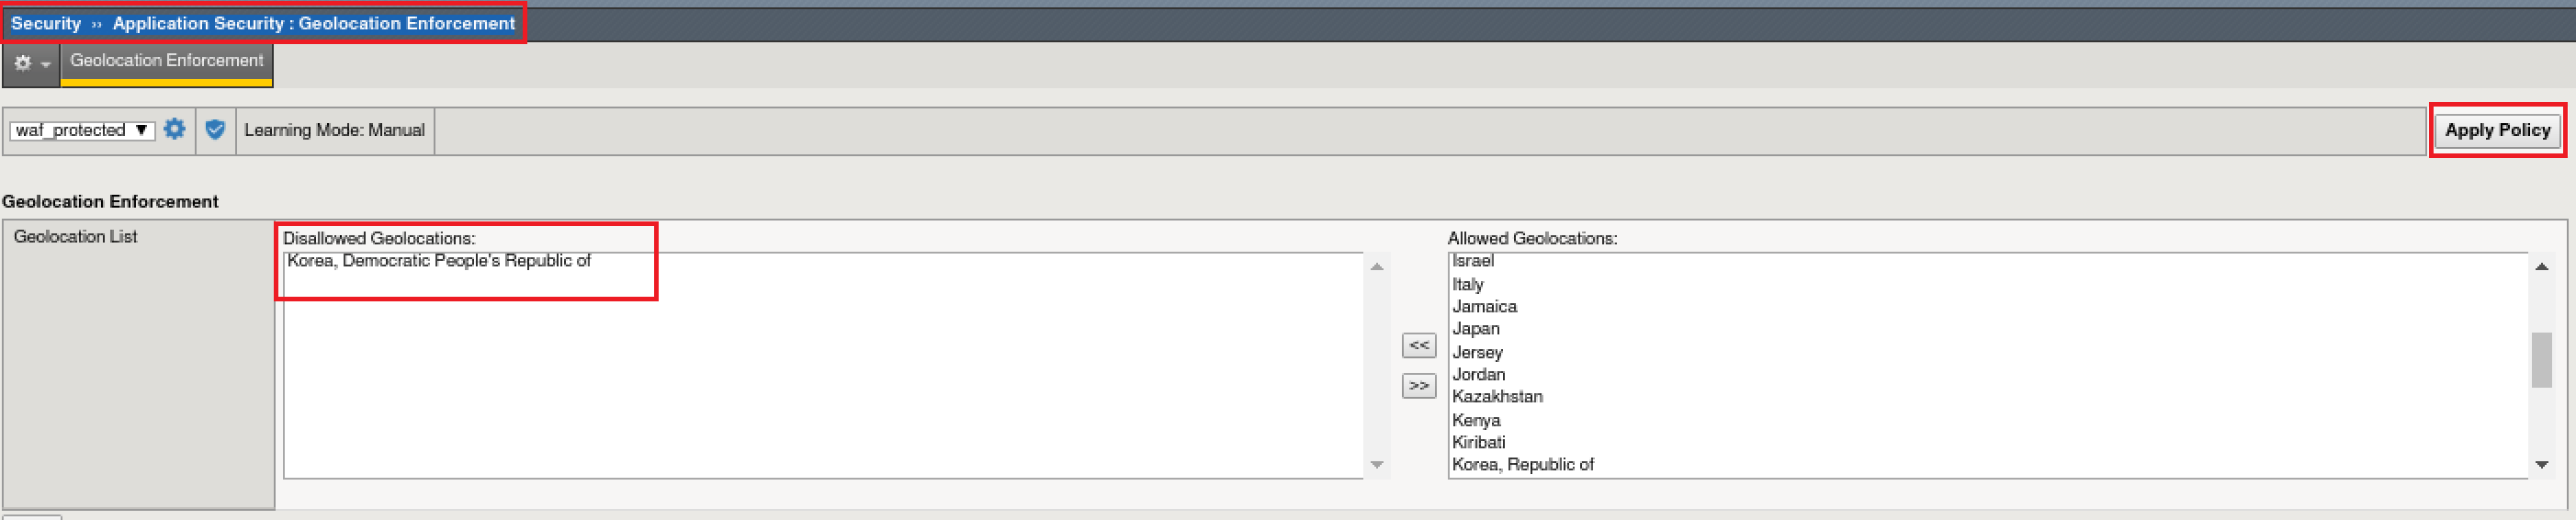 Security ›› Application Security : Geolocation Enforcement
Geolocation Enforcement
waf_protected ▼
Learning Mode: Manual
Apply Policy
Geolocation Enforcement
Geolocation List
Disallowed Geolocations:
Korea, Democratic People's Republic of
<<
>>
Allowed Geolocations:
Israel
Italy
Jamaica
Japan
Jersey
Jordan
Kazakhstan
Kenya
Kiribati
Korea, Republic of